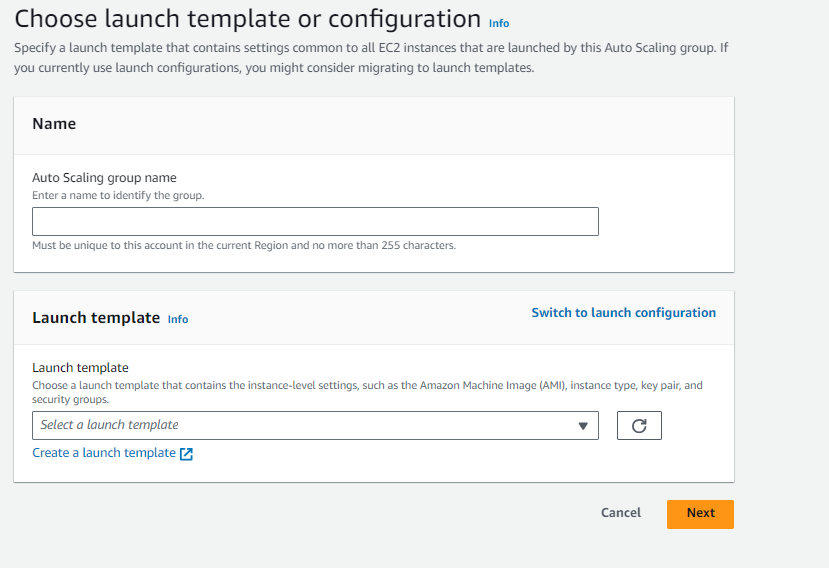 Choose launch template or configuration Info
Specify a launch template that contains settings common to all EC2 instances that are launched by this Auto Scaling group. If
you currently use launch configurations, you might consider migrating to launch templates.
Name
Auto Scaling group name
Enter a name to identify the group.
Must be unique to this account in the current Region and no more than 255 characters.
Launch template Info
Switch to launch configuration
Launch template
Choose a launch template that contains the instance-level settings, such as the Amazon Machine Image (AMI), instance type, key pair, and
security groups.
Select a launch template
Create a launch template
Cancel
Next